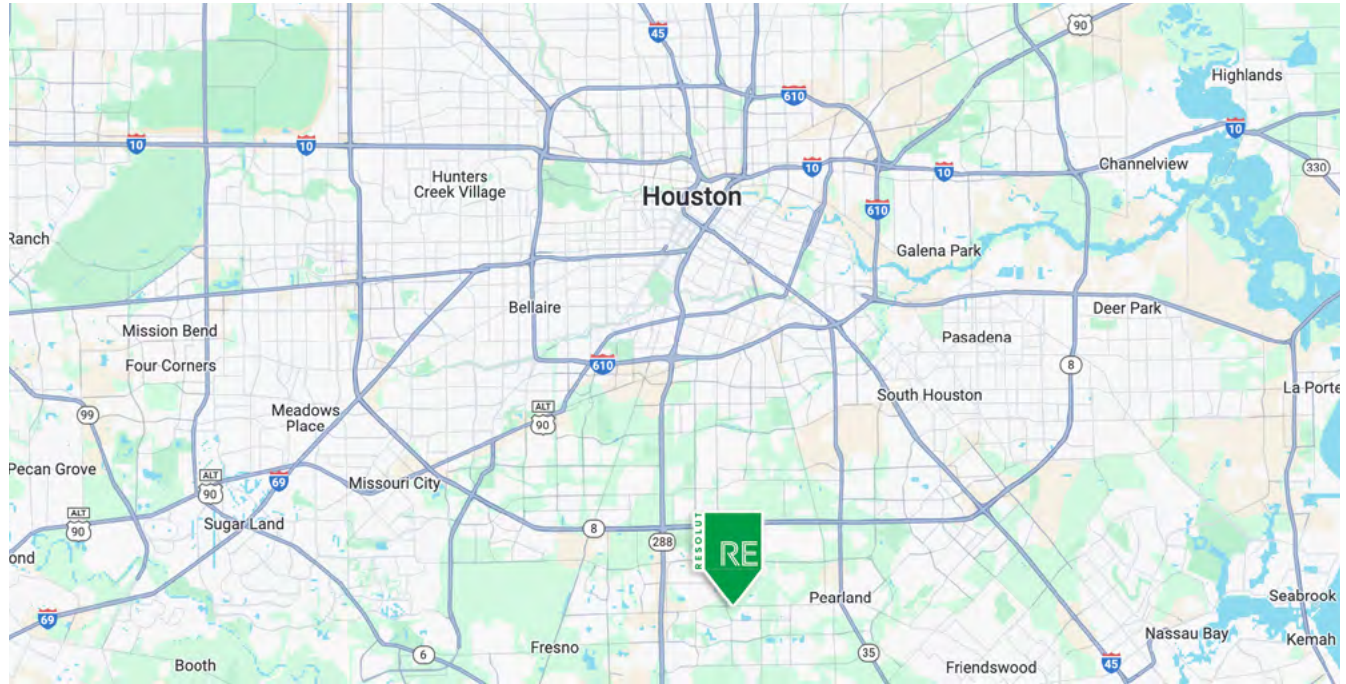 45
90
Highlands
610
10
10
10
10
10
Channelview
330
Hunters
Creek Village
Houston
610
Ranch
Galena Park
Bellaire
Deer Park
Mission Bend
Pasadena
Four Corners
610
8
La Porte
South Houston
99
Meadows
Place
ALT
90
Pecan Grove
ALT
90
69
Missouri City
ALT
90
Sugar Land
8
288
RESOLUT
RE
ond
Pearland
Seabrook
69
Nassau Bay
Kemah
Fresno
6
35
Booth
Friendswood
45